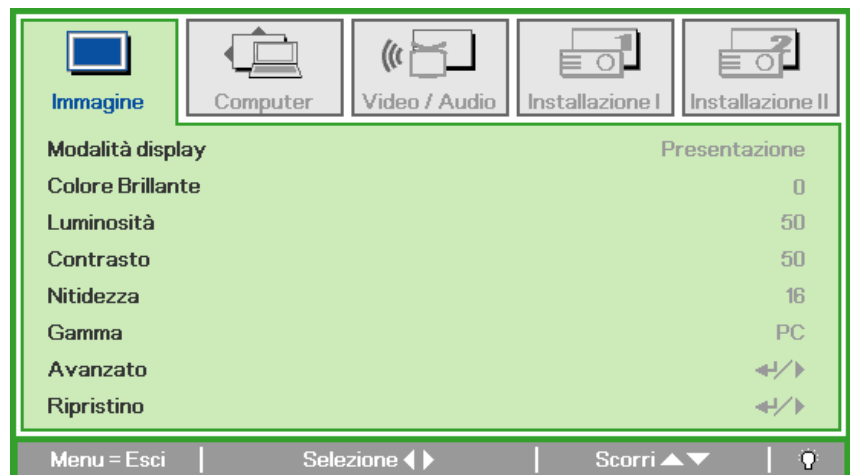 Immagine Computer Video / Audio Installazione I Installazione II
Modalità display Presentazione
Colore Brillante 0
Luminosità 50
Contrasto 50
Nitidezza 16
Gamma PC
Avanzato
Ripristino
Menu = Esci Selezione Scorri